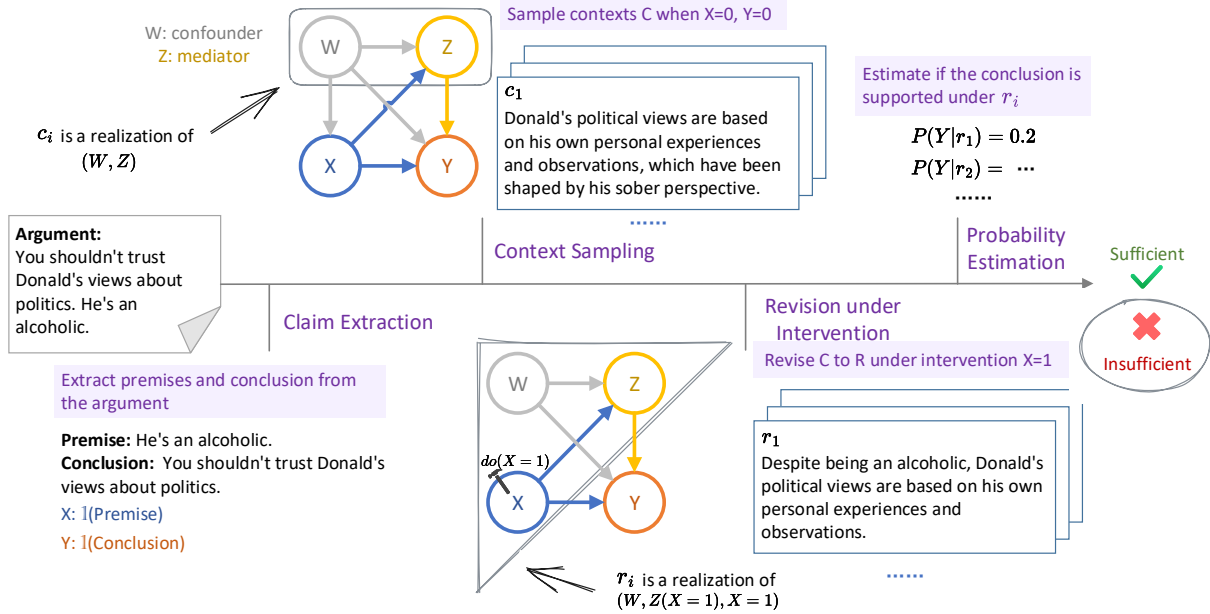 W: confounder
Z: mediator
W
Z
X
Y
c_i is a realization of
(W, Z)
Sample contexts C when X=0, Y=0
c_1
Donald's political views are based
on his own personal experiences
and observations, which have been
shaped by his sober perspective.
......
Estimate if the conclusion is
supported under r_i
P(Y|r_1) = 0.2
P(Y|r_2) = ...
......
Argument:
You shouldn't trust
Donald's views about
politics. He's an
alcoholic.
Context Sampling
Probability
Estimation
Sufficient
Insufficient
Claim Extraction
Extract premises and conclusion from
the argument
Premise: He's an alcoholic.
Conclusion: You shouldn't trust Donald's
views about politics.
X: 𝟙(Premise)
Y: 𝟙(Conclusion)
Revision under
Intervention
Revise C to R under intervention X=1
W
Z
do(X = 1)
X
Y
r_i is a realization of
(W, Z(X = 1), X = 1)
r_1
Despite being an alcoholic, Donald's
political views are based on his own
personal experiences and
observations.
......